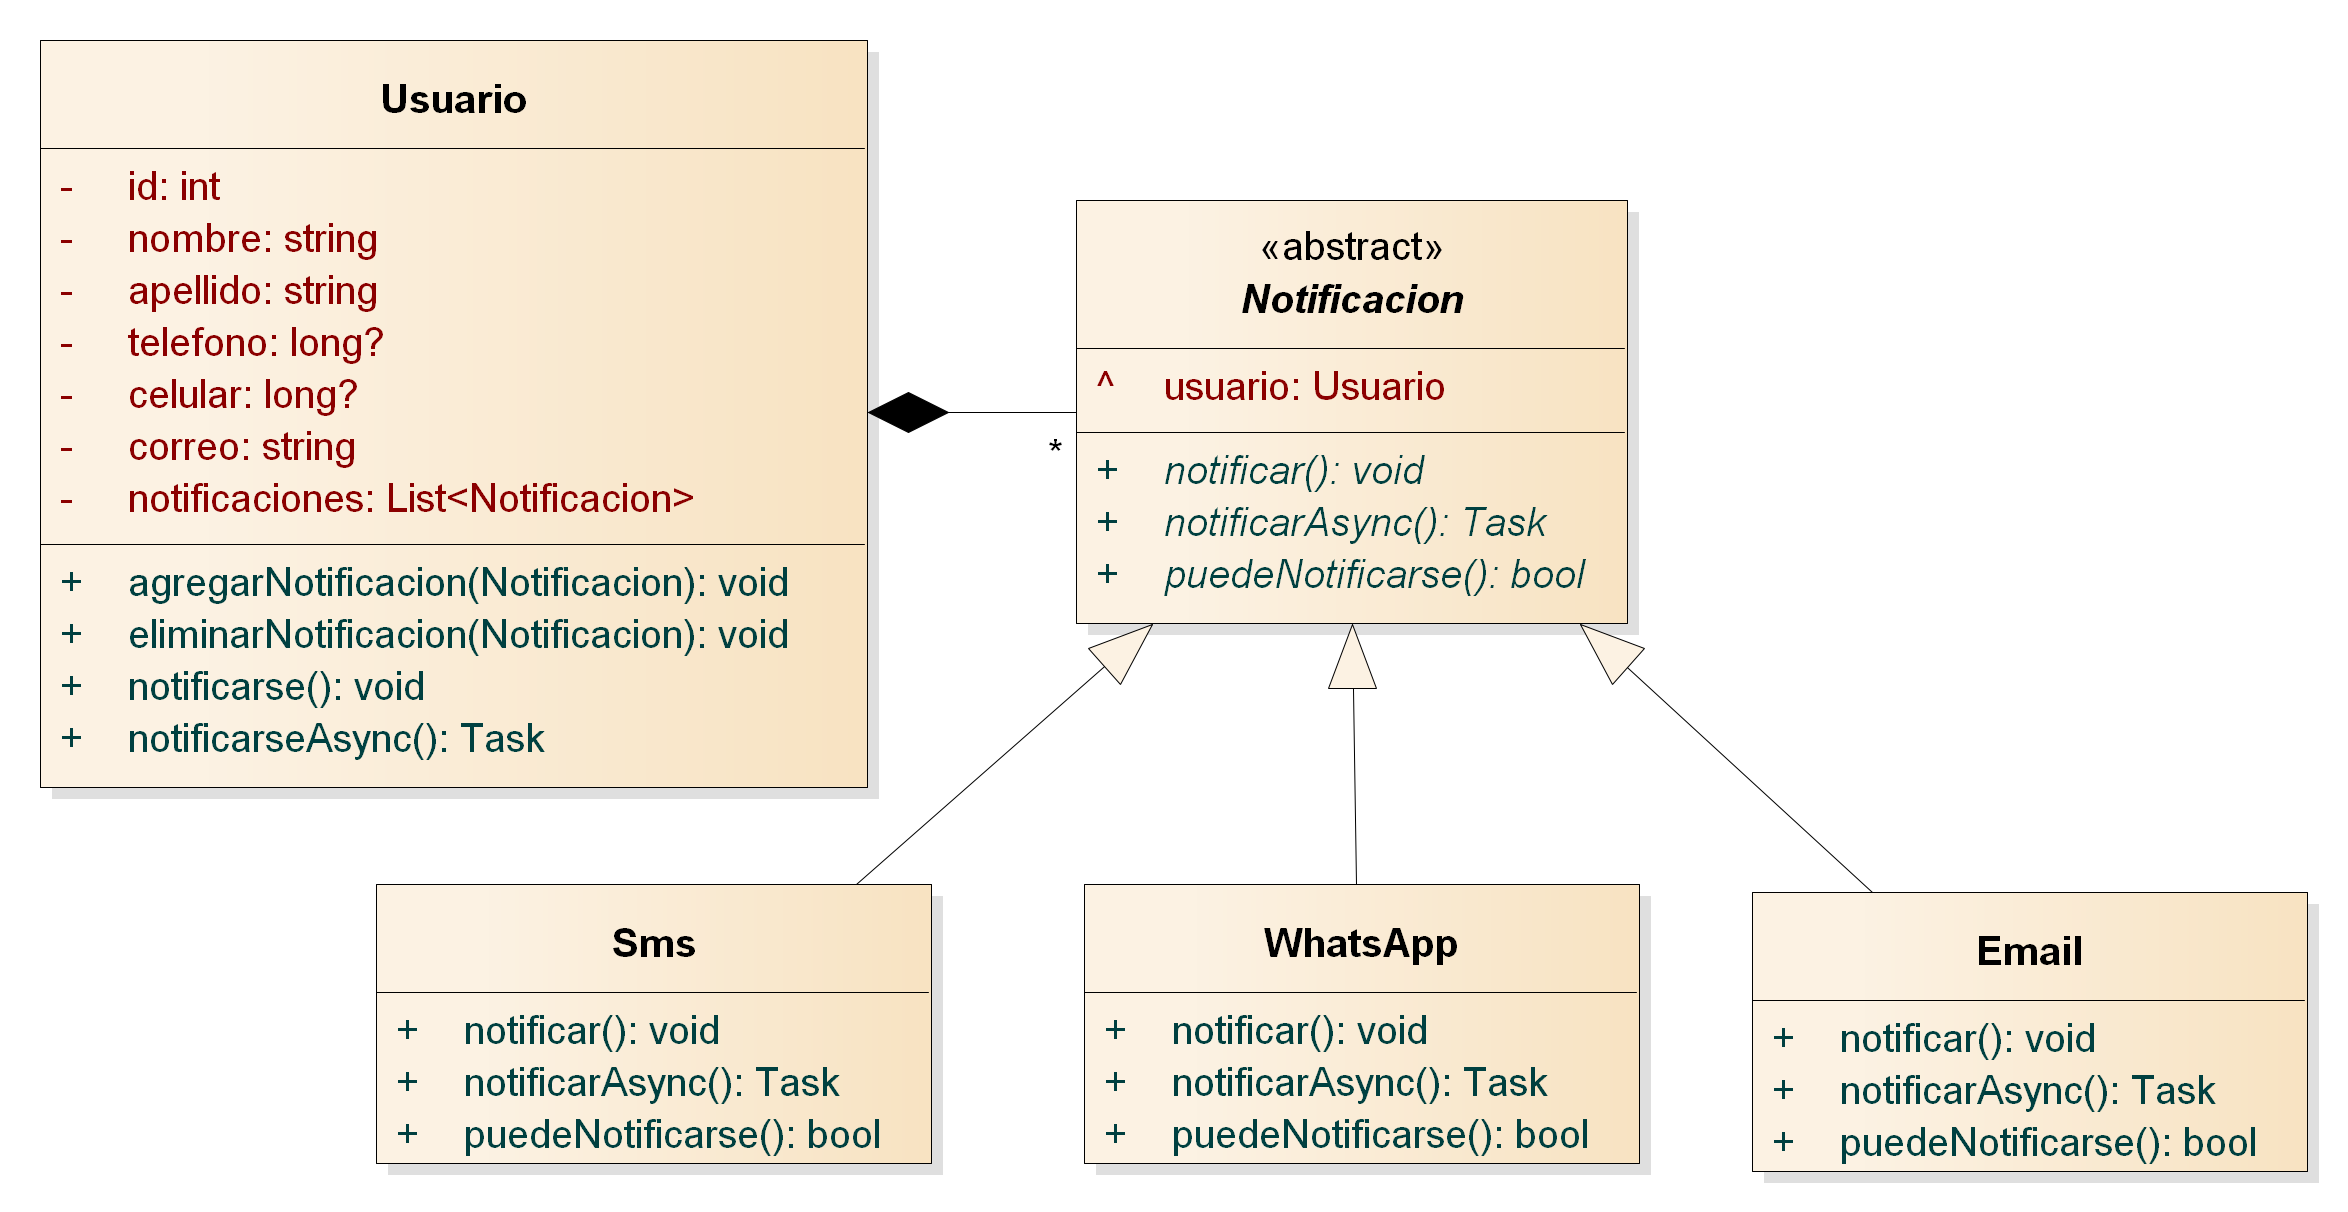 Usuario
- id: int
- nombre: string
- apellido: string
- telefono: long?
- celular: long?
- correo: string
- notificaciones: List<Notificacion>
+ agregarNotificacion(Notificacion): void
+ eliminarNotificacion(Notificacion): void
+ notificarse(): void
+ notificarseAsync(): Task
*
«abstract»
Notificacion
^ usuario: Usuario
+ notificar(): void
+ notificarAsync(): Task
+ puedeNotificarse(): bool
Sms
+ notificar(): void
+ notificarAsync(): Task
+ puedeNotificarse(): bool
WhatsApp
+ notificar(): void
+ notificarAsync(): Task
+ puedeNotificarse(): bool
Email
+ notificar(): void
+ notificarAsync(): Task
+ puedeNotificarse(): bool